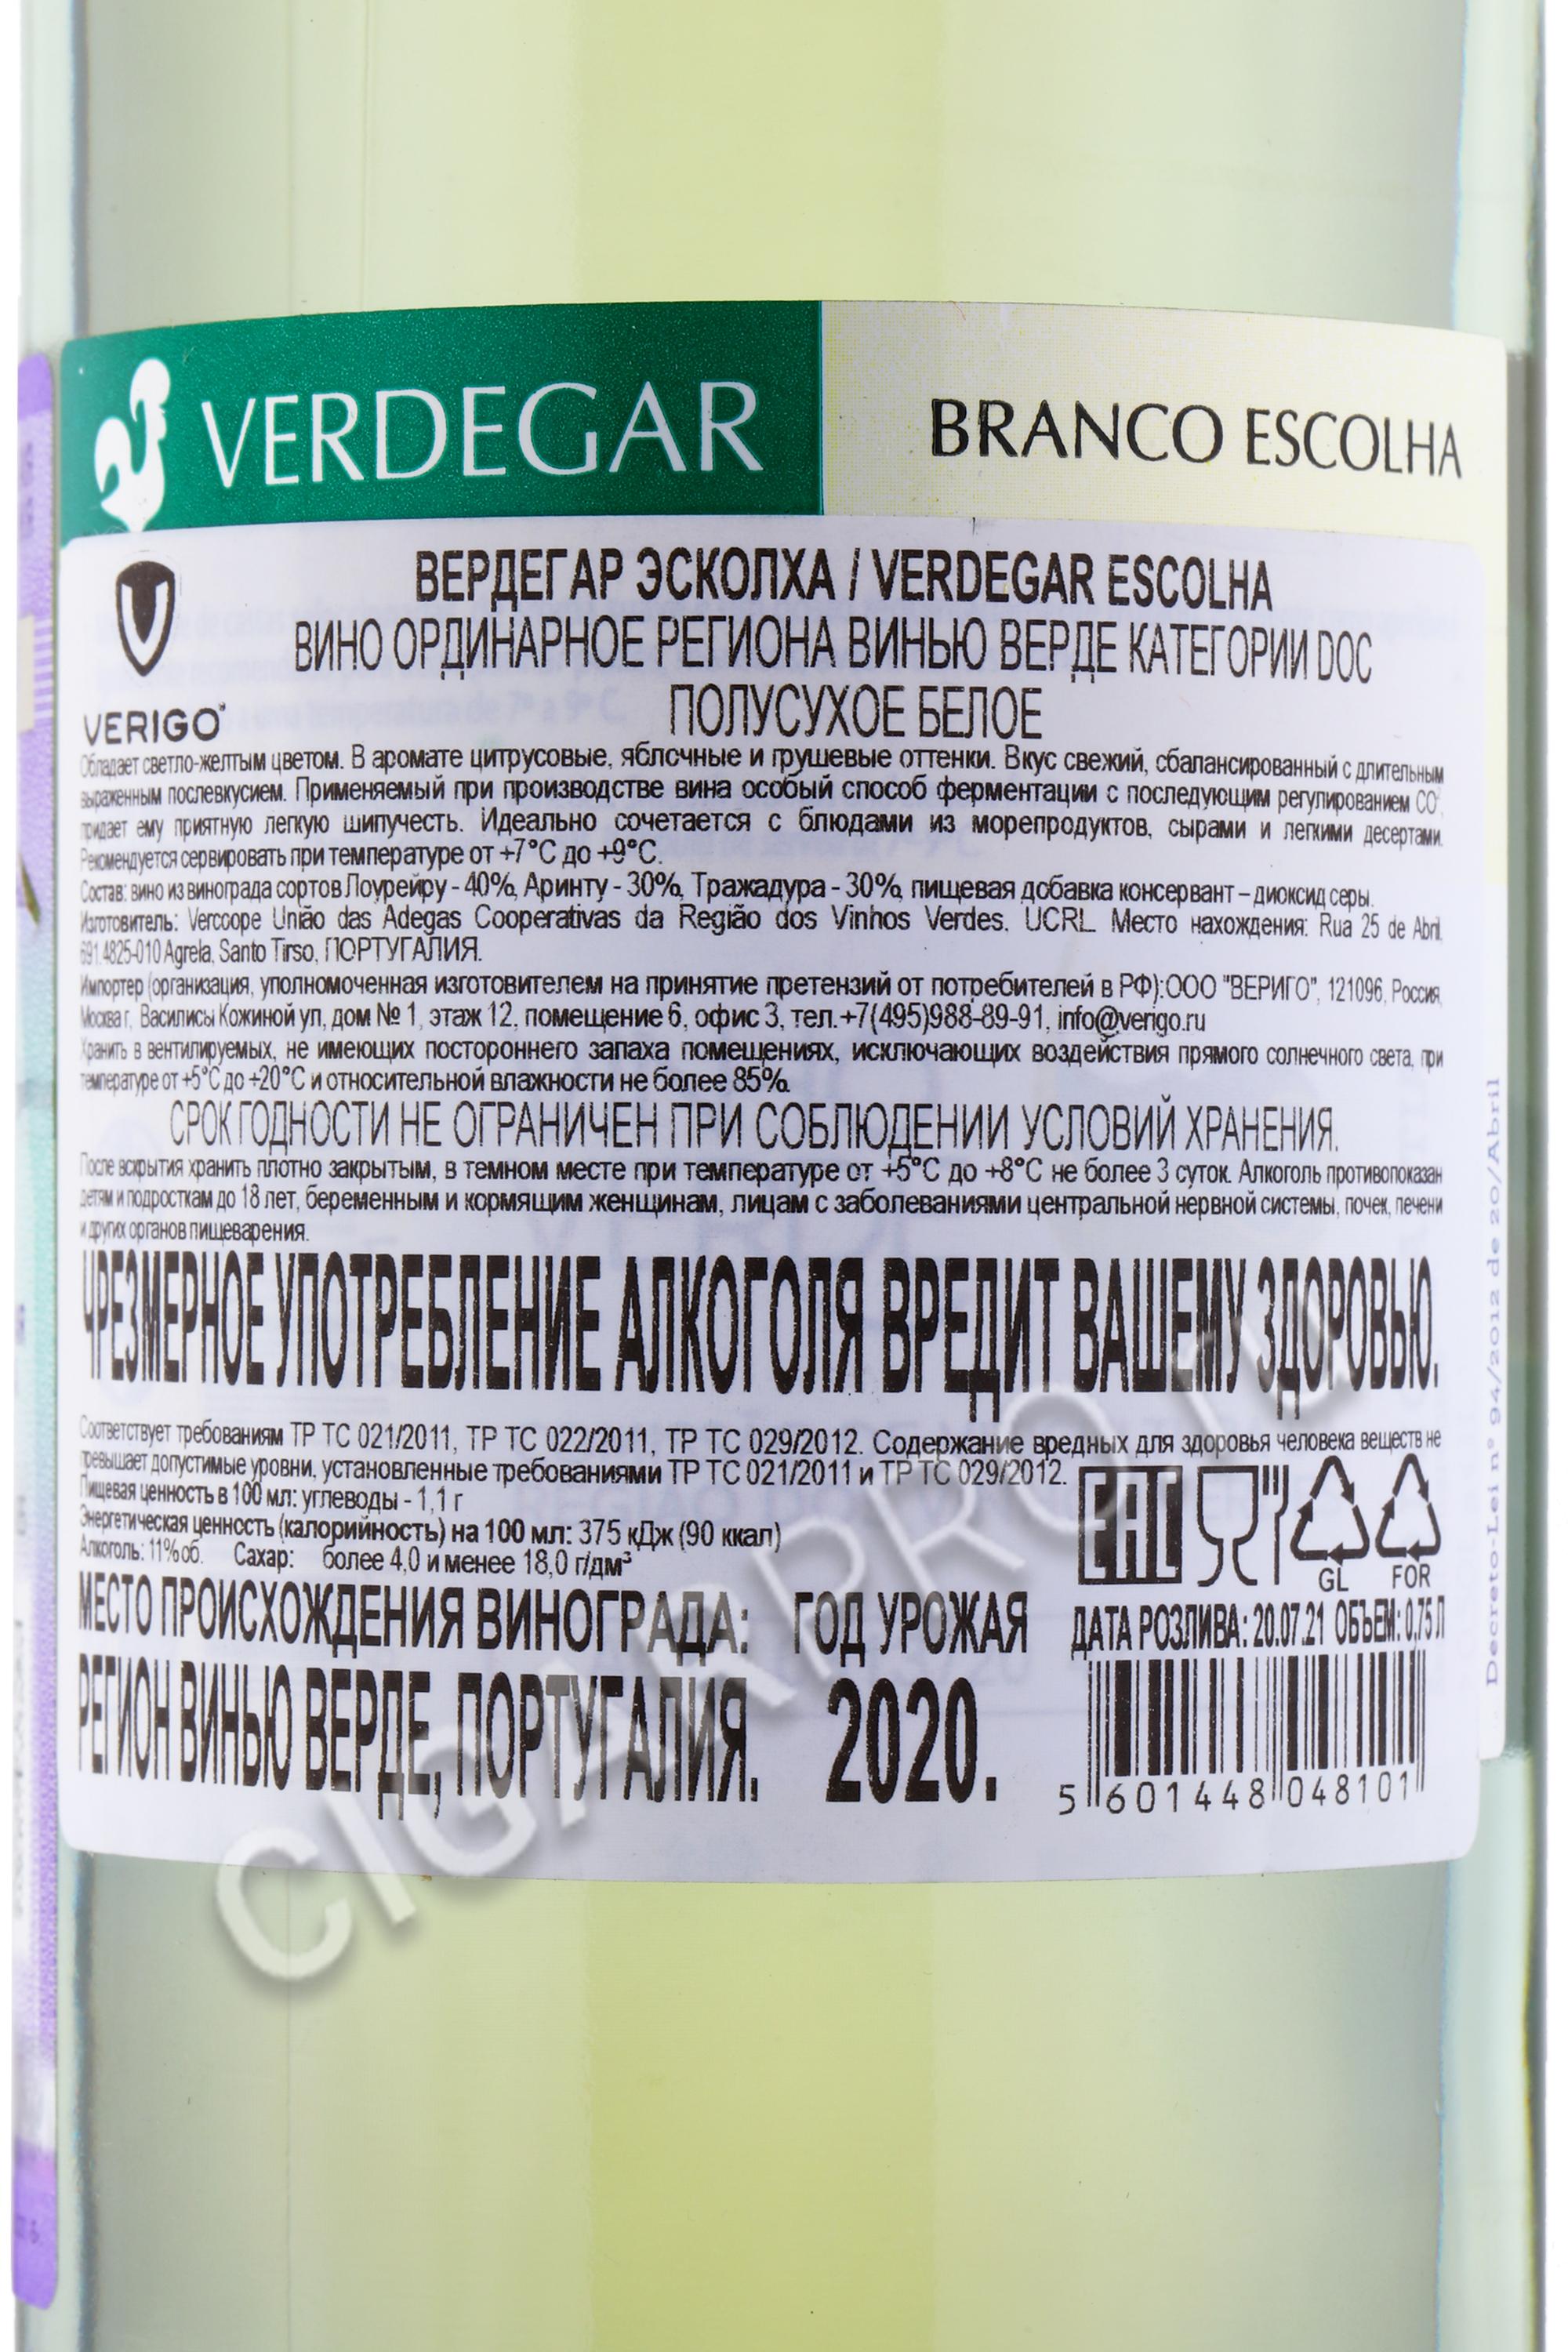 VERDEGAR BRANCO ESCOLHA
ВЕРДЕГАР ЭСКОЛХА / VERDEGAR ESCOLHA
ВИНО ОРДИНАРНОЕ РЕГИОНА ВИНЬЮ ВЕРДЕ КАТЕГОРИИ DOC
ПОЛУСУХОЕ БЕЛОЕ
VERIGO
Обладает светло-желтым цветом. В аромате цитрусовые, яблочные и грушевые оттенки. Вкус свежий, сбалансированный с длительным
выраженным послевкусием. Применяемый при производстве вина особый способ ферментации с последующим регулированием CO
придает ему приятную легкую шипучесть. Идеально сочетается с блюдами из морепродуктов, сырами и легкими десертами.
Рекомендуется сервировать при температуре от +7°C до +9°C.
Состав: вино из винограда сортов Лоурейру - 40%, Аринту - 30%, Тражадура - 30%, пищевая добавка консервант – диоксид серы.
Изготовитель: Vercoope União das Adegas Cooperativas da Região dos Vinhos Verdes, UCRL. Место нахождения: Rua 25 de Abril,
691,4825-010 Agrela, Santo Tirso, ПОРТУГАЛИЯ.
Импортер (организация, уполномоченная изготовителем на принятие претензий от потребителей в РФ):ООО "ВЕРИГО", 121096, Россия,
Москва г, Василисы Кожиной ул, дом № 1, этаж 12, помещение 6, офис 3, тел.+7(495)988-89-91, info@verigo.ru
Хранить в вентилируемых, не имеющих постороннего запаха помещениях, исключающих воздействия прямого солнечного света, при
температуре от +5°C до +20°C и относительной влажности не более 85%.
СРОК ГОДНОСТИ НЕ ОГРАНИЧЕН ПРИ СОБЛЮДЕНИИ УСЛОВИЙ ХРАНЕНИЯ.
После вскрытия хранить плотно закрытым, в темном месте при температуре от +5°C до +8°C не более 3 суток. Алкоголь противопоказан
детям и подросткам до 18 лет, беременным и кормящим женщинам, лицам с заболеваниями центральной нервной системы, почек, печени
и других органов пищеварения.
ЧРЕЗМЕРНОЕ УПОТРЕБЛЕНИЕ АЛКОГОЛЯ ВРЕДИТ ВАШЕМУ ЗДОРОВЬЮ.
Соответствует требованиям ТР ТС 021/2011, ТР ТС 022/2011, ТР ТС 029/2012. Содержание вредных для здоровья человека веществ не
превышает допустимые уровни, установленные требованиями ТР ТС 021/2011 и ТР ТС 029/2012.
Пищевая ценность в 100 мл: углеводы - 1,1 г
Энергетическая ценность (калорийность) на 100 мл: 375 кДж (90 ккал)
Алкоголь: 11% об. Сахар: более 4,0 и менее 18,0 г/дм³
EAC GL FOR
МЕСТО ПРОИСХОЖДЕНИЯ ВИНОГРАДА: ГОД УРОЖАЯ
РЕГИОН ВИНЬЮ ВЕРДЕ, ПОРТУГАЛИЯ. 2020.
ДАТА РОЗЛИВА: 20.07.21 ОБЪЕМ: 0,75 Л
5 601448 048101
Decreto-Lei nº 94/2012 de 20/Abril
CIGARPRO.RU